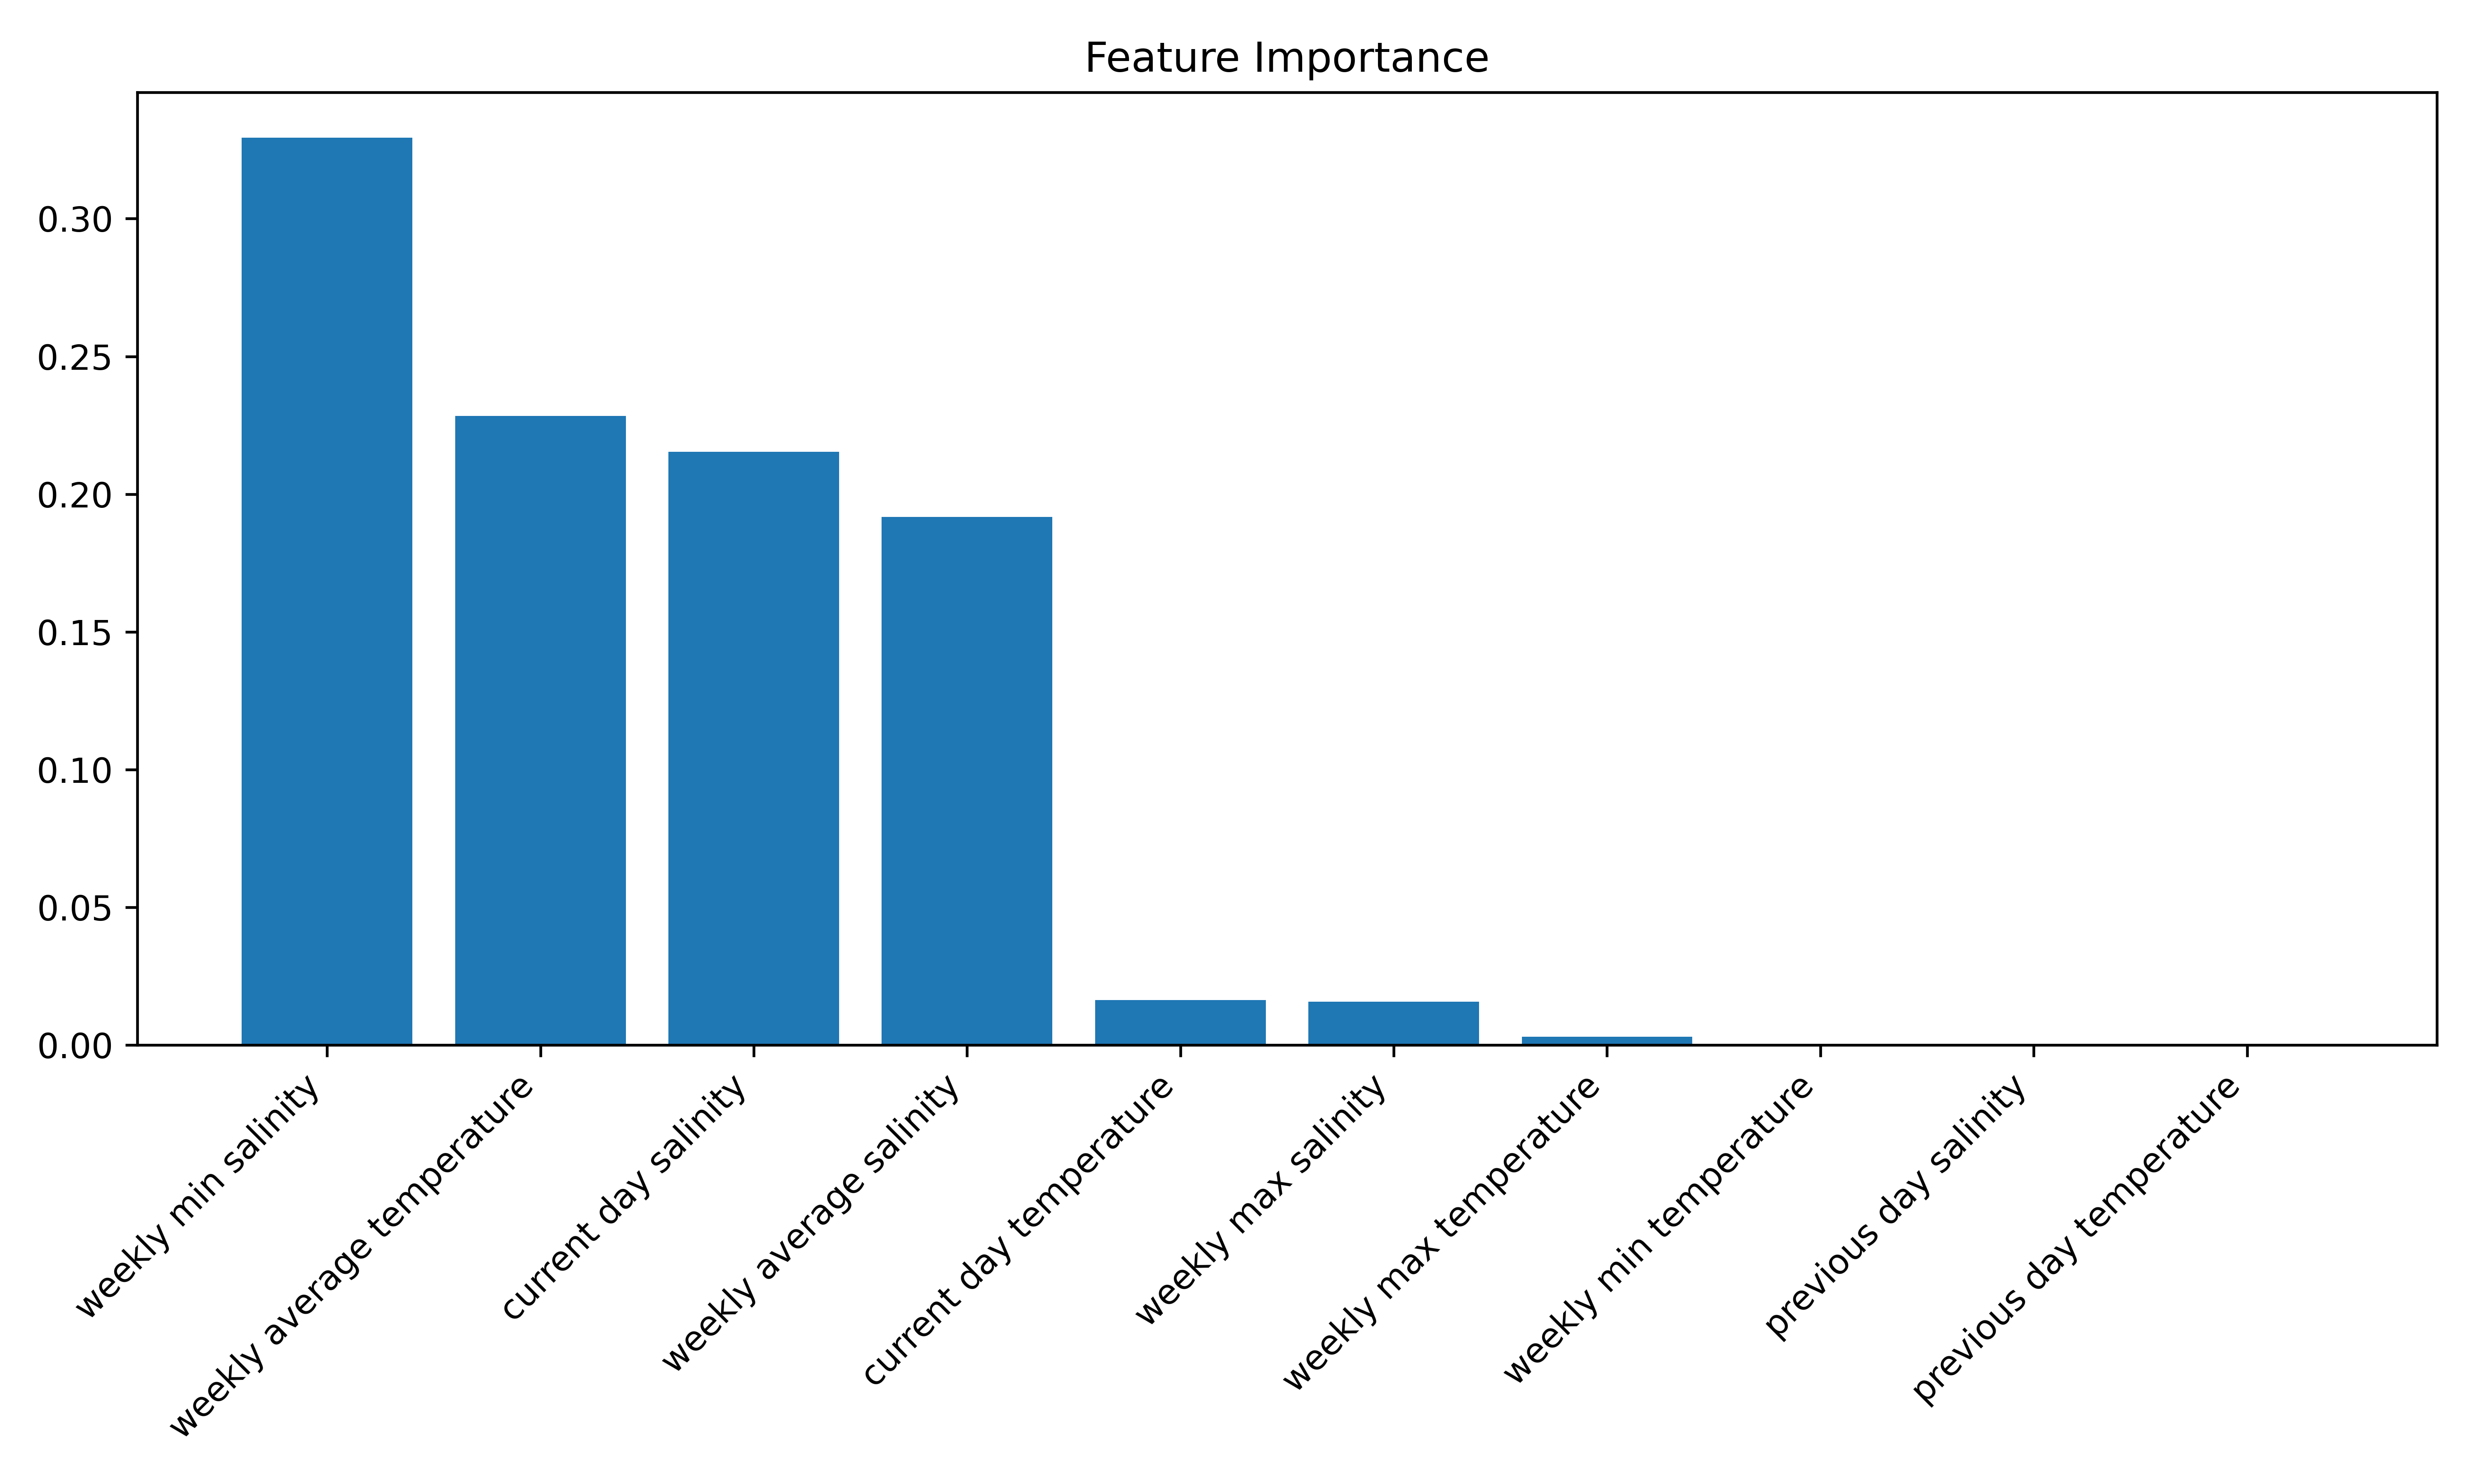 Feature Importance
0.30
0.25
0.20
0.15
0.10
0.05
0.00
weekly min salinity
weekly average temperature
current day salinity
weekly average salinity
current day temperature
weekly max salinity
weekly max temperature
weekly min temperature
previous day salinity
previous day temperature